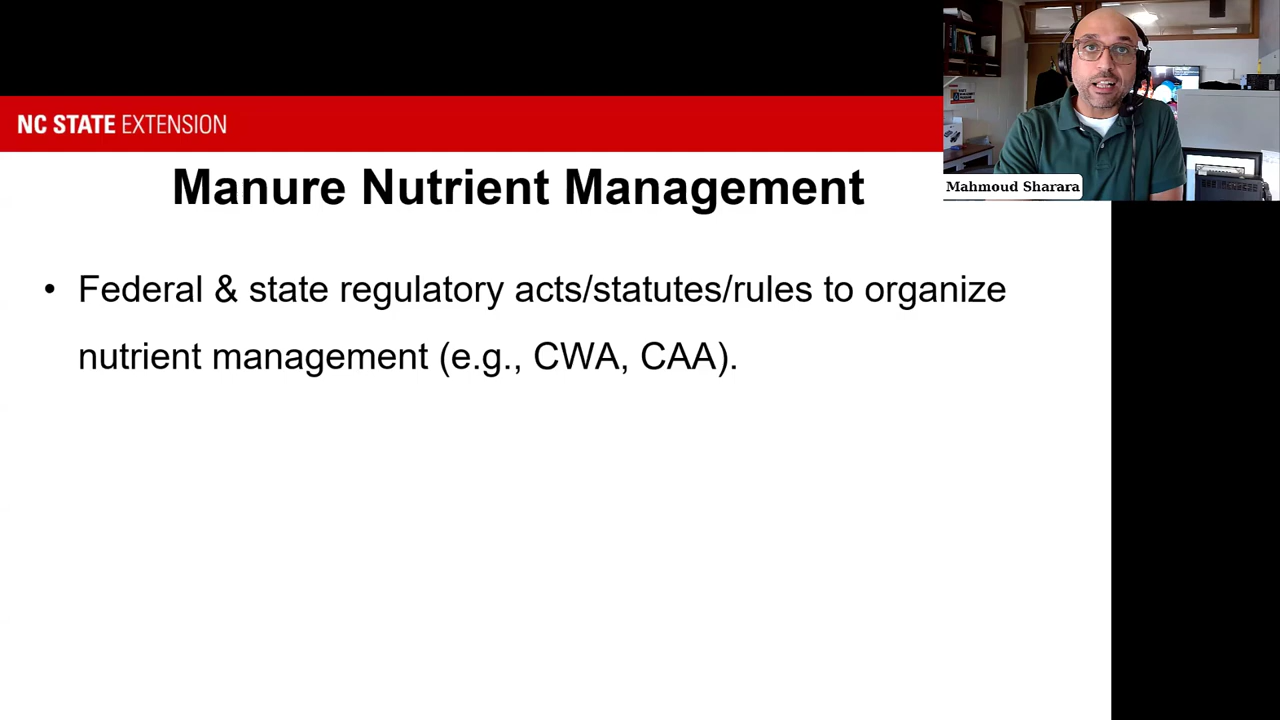 NC STATE EXTENSION
Mahmoud Sharara
Manure Nutrient Management
• Federal & state regulatory acts/statutes/rules to organize
nutrient management (e.g., CWA, CAA).